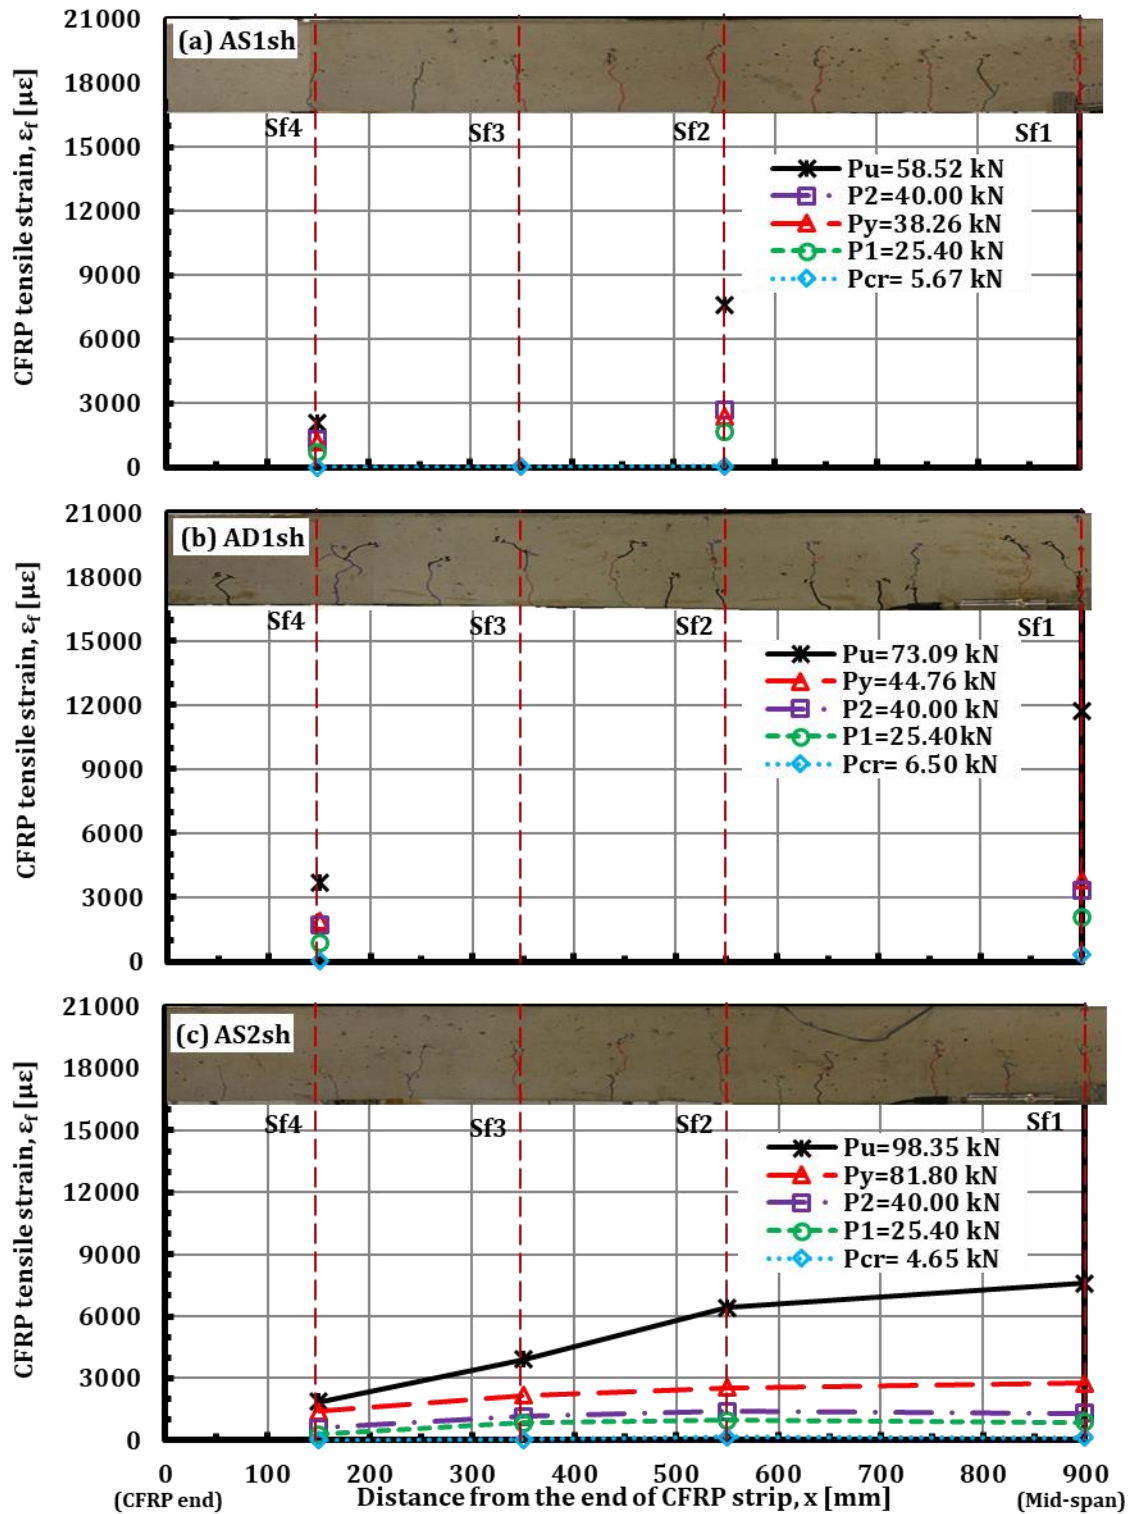 21000
(a) AS1sh
18000
Sf4
Sf3
Sf2
Sf1
15000
Pu=58.52 kN
P2=40.00 kN
Py=38.26 kN
P1=25.40 kN
Pcr= 5.67 kN
12000
9000
6000
3000
0
CFRP tensile strain, εf [με]
21000
(b) AD1sh
18000
Sf4
Sf3
Sf2
Sf1
15000
Pu=73.09 kN
Py=44.76 kN
P2=40.00 kN
P1=25.40kN
Pcr= 6.50 kN
12000
9000
6000
3000
0
CFRP tensile strain, εf [με]
21000
(c) AS2sh
18000
Sf4
Sf3
Sf2
Sf1
15000
Pu=98.35 kN
Py=81.80 kN
P2=40.00 kN
P1=25.40 kN
Pcr= 4.65 kN
12000
9000
6000
3000
0
CFRP tensile strain, εf [με]
0 100 200 300 400 500 600 700 800 900
(CFRP end)
Distance from the end of CFRP strip, x [mm]
(Mid-span)